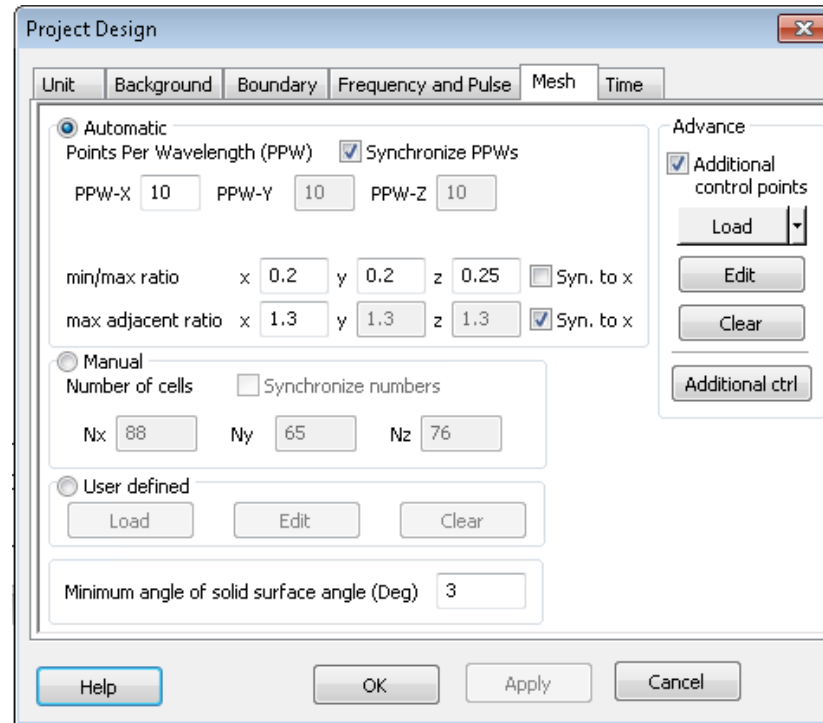 Project Design
Unit Background Boundary Frequency and Pulse Mesh Time
Automatic
Points Per Wavelength (PPW) Synchronize PPWs
PPW-X 10 PPW-Y 10 PPW-Z 10
min/max ratio x 0.2 y 0.2 z 0.25 Syn. to x
max adjacent ratio x 1.3 y 1.3 z 1.3 Syn. to x
Manual
Number of cells Synchronize numbers
Nx 88 Ny 65 Nz 76
User defined
Load Edit Clear
Minimum angle of solid surface angle (Deg) 3
Advance
Additional
control points
Load
Edit
Clear
Additional ctrl
Help OK Apply Cancel